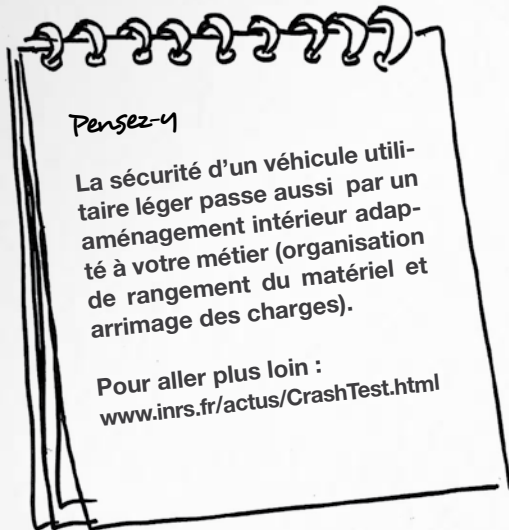 Pensez-y
La sécurité d’un véhicule utili-
taire léger passe aussi par un
aménagement intérieur adap-
té à votre métier (organisation
de rangement du matériel et
arrimage des charges).
Pour aller plus loin :
www.inrs.fr/actus/CrashTest.html